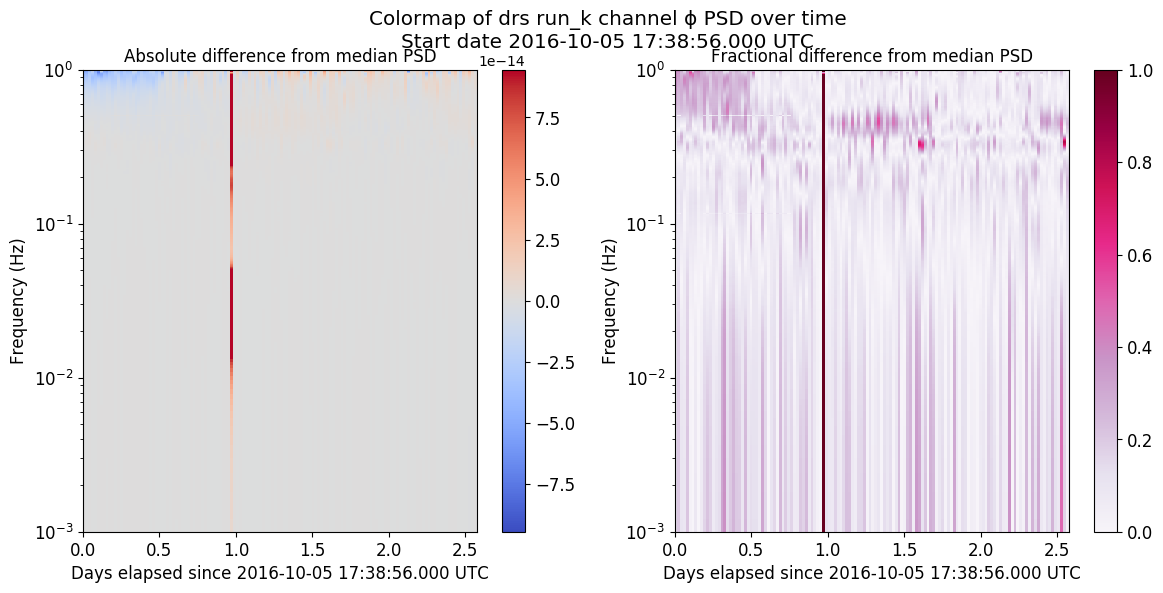 Colormap of drs run_k channel ϕ PSD over time
Start date 2016-10-05 17:38:56.000 UTC
Absolute difference from median PSD
1e−14
Frequency (Hz)
10⁰
10⁻¹
10⁻²
10⁻³
0.0 0.5 1.0 1.5 2.0 2.5
Days elapsed since 2016-10-05 17:38:56.000 UTC
7.5
5.0
2.5
0.0
−2.5
−5.0
−7.5
Fractional difference from median PSD
Frequency (Hz)
10⁰
10⁻¹
10⁻²
10⁻³
0.0 0.5 1.0 1.5 2.0 2.5
Days elapsed since 2016-10-05 17:38:56.000 UTC
1.0
0.8
0.6
0.4
0.2
0.0